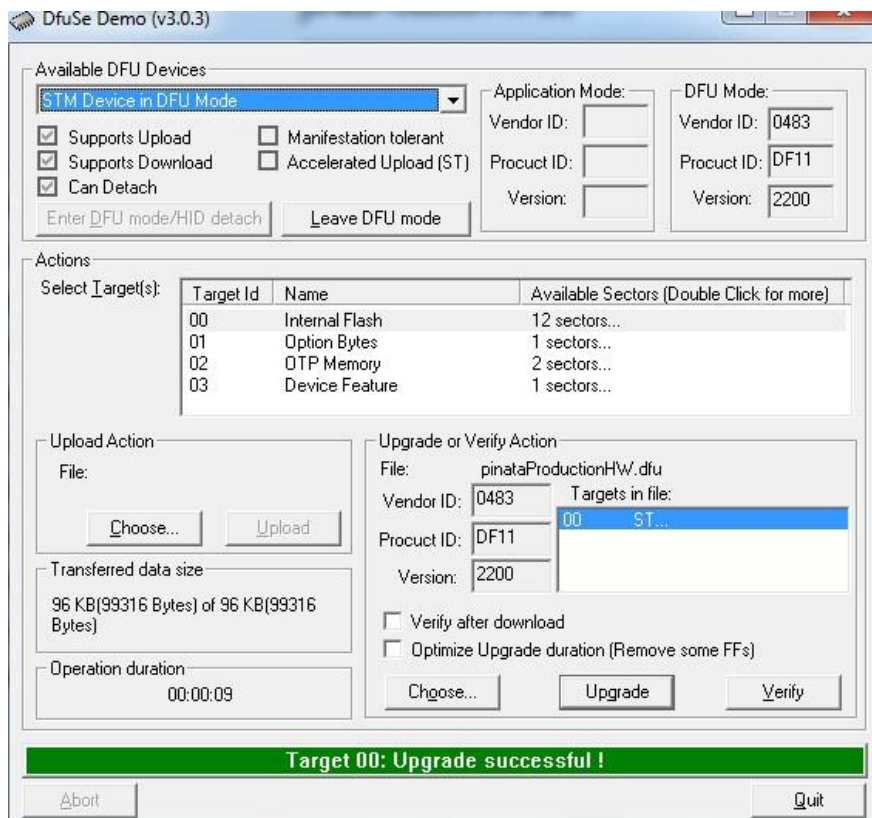 DfuSe Demo (v3.0.3)
Available DFU Devices
STM Device in DFU Mode
Supports Upload
Manifestation tolerant
Supports Download
Accelerated Upload (ST)
Can Detach
Enter DFU mode/HID detach
Leave DFU mode
Application Mode:
Vendor ID:
Procuct ID:
Version:
DFU Mode:
Vendor ID: 0483
Procuct ID: DF11
Version: 2200
Actions
Select Target(s):
Target Id Name Available Sectors (Double Click for more)
00 Internal Flash 12 sectors...
01 Option Bytes 1 sectors...
02 OTP Memory 2 sectors...
03 Device Feature 1 sectors...
Upload Action
File:
Choose... Upload
Transferred data size
96 KB(99316 Bytes) of 96 KB(99316
Bytes)
Operation duration
00:00:09
Upgrade or Verify Action
File: pinataProductionHW.dfu
Vendor ID: 0483
Procuct ID: DF11
Version: 2200
Targets in file:
00 ST...
Verify after download
Optimize Upgrade duration (Remove some FFs)
Choose... Upgrade Verify
Target 00: Upgrade successful !
Abort Quit